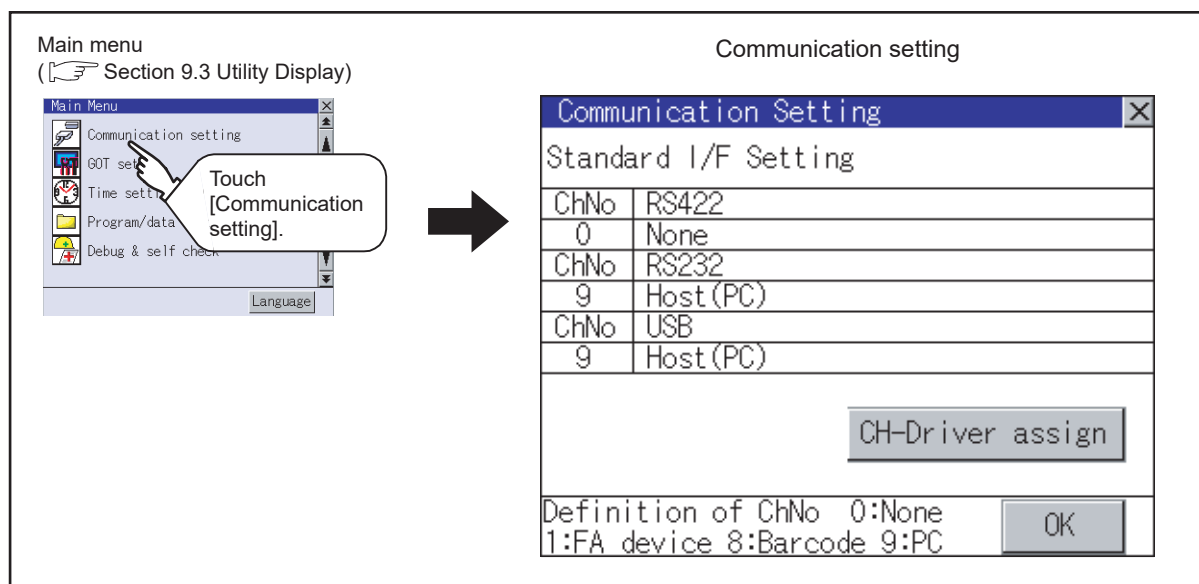 Main menu
( Section 9.3 Utility Display)
Main Menu
Communication setting
GOT set
Time setti
Program/data
Debug & self check
Language
Touch
[Communication
setting].
Communication setting
Communication Setting
Standard I/F Setting
ChNo RS422
0 None
ChNo RS232
9 Host(PC)
ChNo USB
9 Host(PC)
CH-Driver assign
Definition of ChNo 0:None
1:FA device 8:Barcode 9:PC
OK